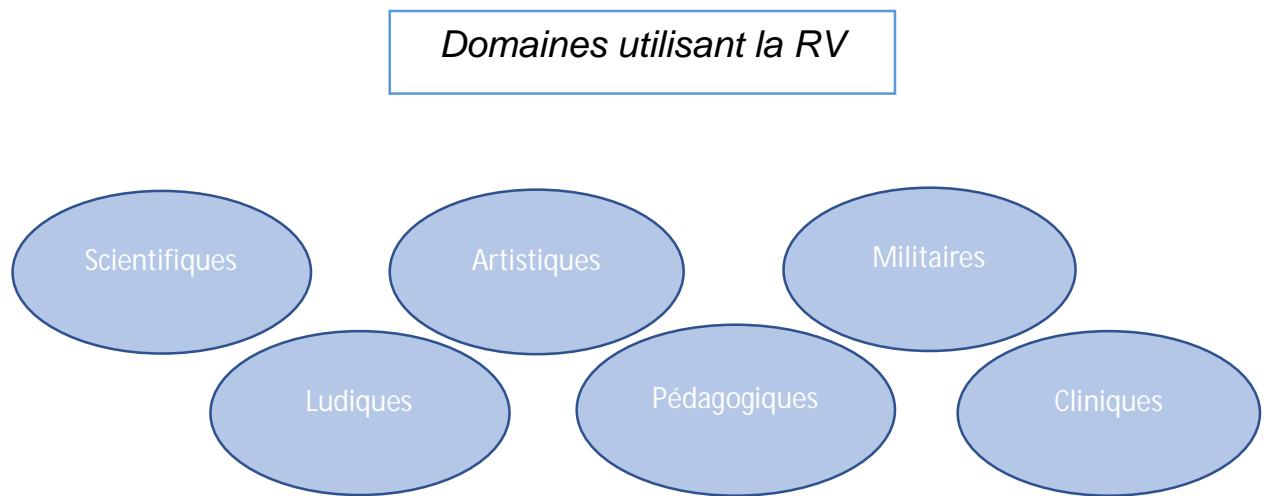 Domaines utilisant la RV
Scientifiques
Artistiques
Militaires
Ludiques
Pédagogiques
Cliniques